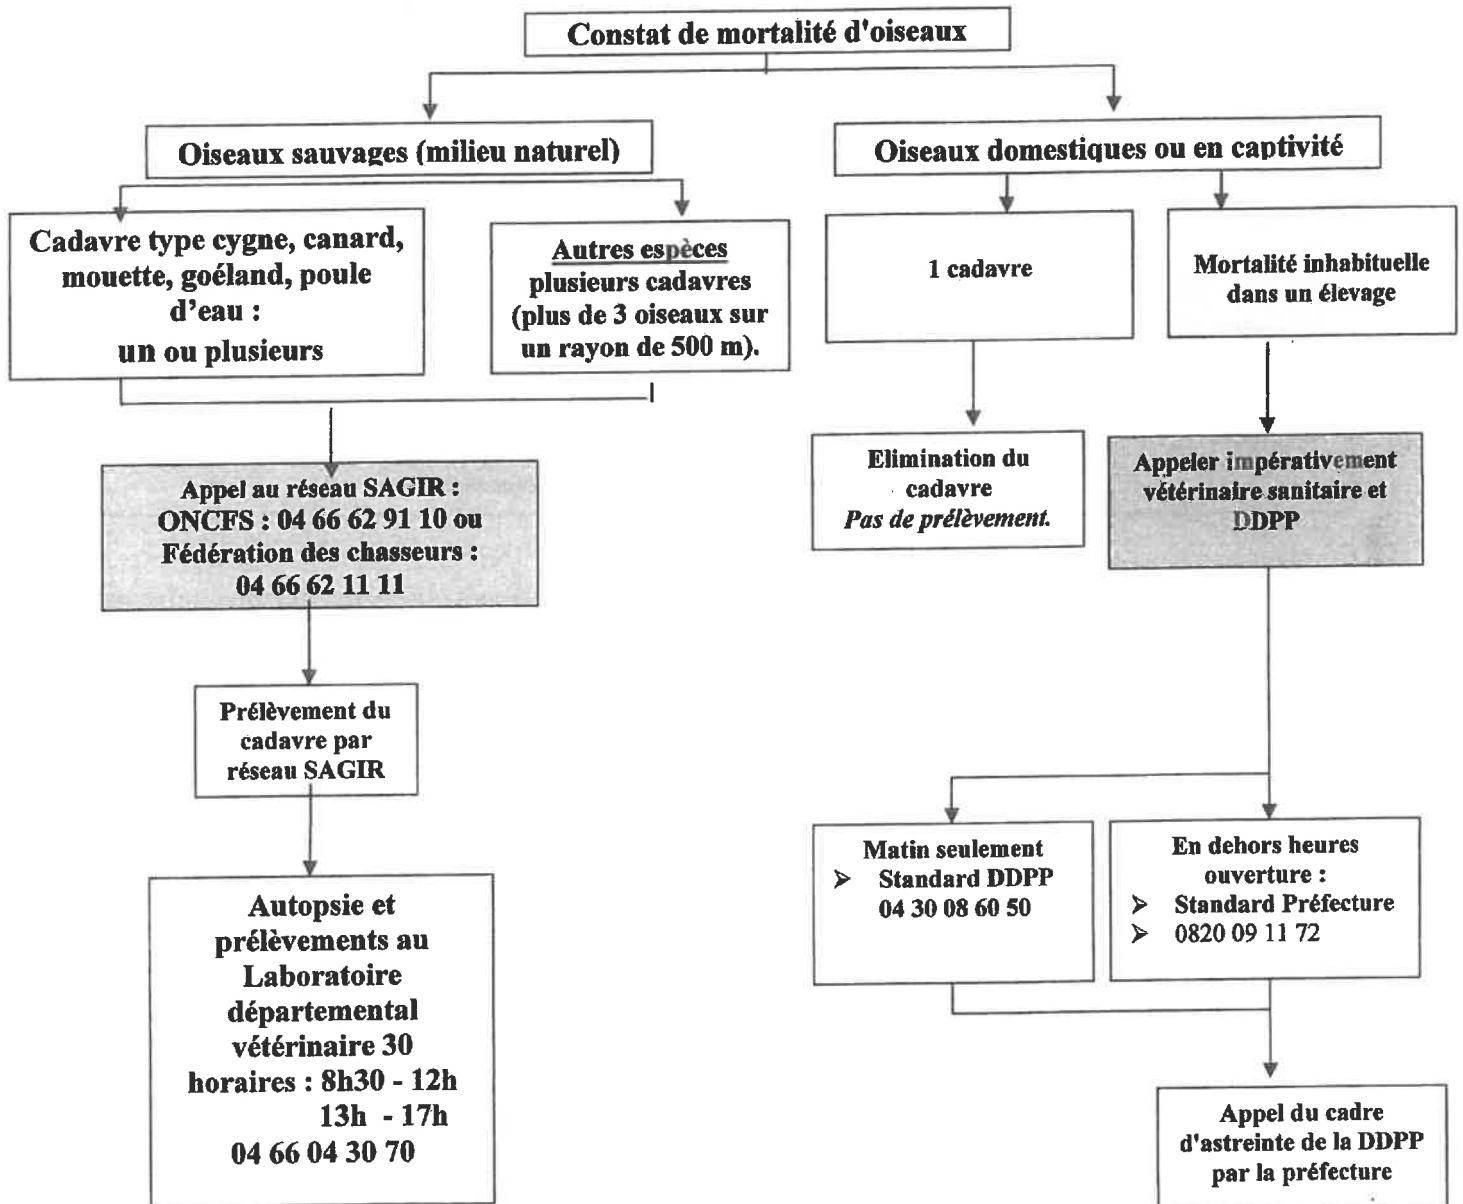 Constat de mortalité d'oiseaux
Oiseaux sauvages (milieu naturel)
Oiseaux domestiques ou en captivité
Cadavre type cygne, canard,
mouette, goéland, poule
d'eau :
un ou plusieurs
Autres espèces
plusieurs cadavres
(plus de 3 oiseaux sur
un rayon de 500 m).
1 cadavre
Mortalité inhabituelle
dans un élevage
Appel au réseau SAGIR :
ONCFS : 04 66 62 91 10 ou
Fédération des chasseurs :
04 66 62 11 11
Elimination du
cadavre
Pas de prélèvement.
Appeler impérativement
vétérinaire sanitaire et
DDPP
Prélèvement du
cadavre par
réseau SAGIR
Autopsie et
prélèvements au
Laboratoire
départemental
vétérinaire 30
horaires : 8h30 - 12h
13h - 17h
04 66 04 30 70
Matin seulement
➢ Standard DDPP
04 30 08 60 50
En dehors heures
ouverture :
➢ Standard Préfecture
➢ 0820 09 11 72
Appel du cadre
d'astreinte de la DDPP
par la préfecture